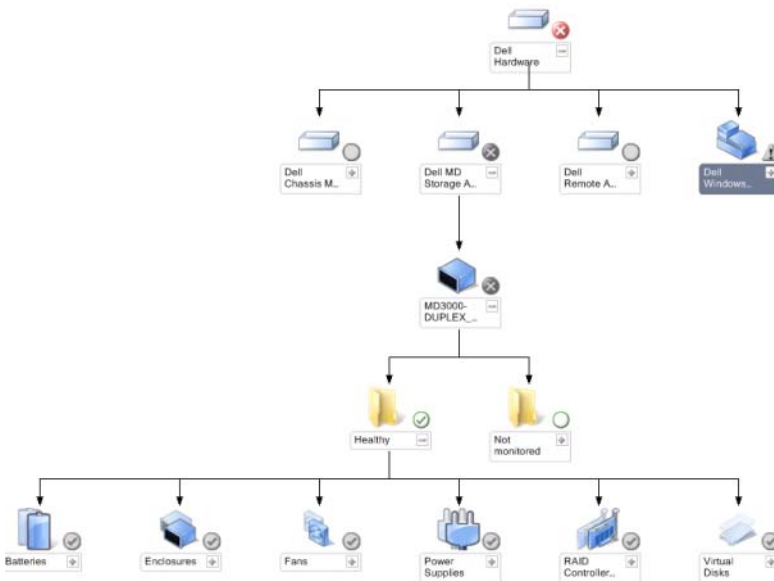 Dell
Hardware
Dell
Chassis M..
Dell MD
Storage A..
Dell
Remote A...
Dell
Windows..
MD3000-
DUPLEX_..
Healthy
Not
monitored
Batteries
Enclosures
Fans
Power
Supplies
RAID
Controller...
Virtual
Disks